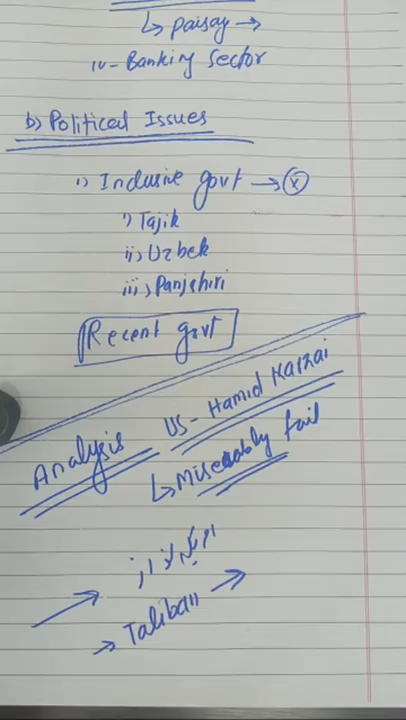 ↳ paisay →
iv- Banking Sector
b) Political Issues
i) Inclusive govt → ⓧ
i) Tajik
ii) Uzbek
iii) Panjshiri
Recent govt
Analysis US - Hamid Karzai
↳ Miserably fail
→
→ Taliban →